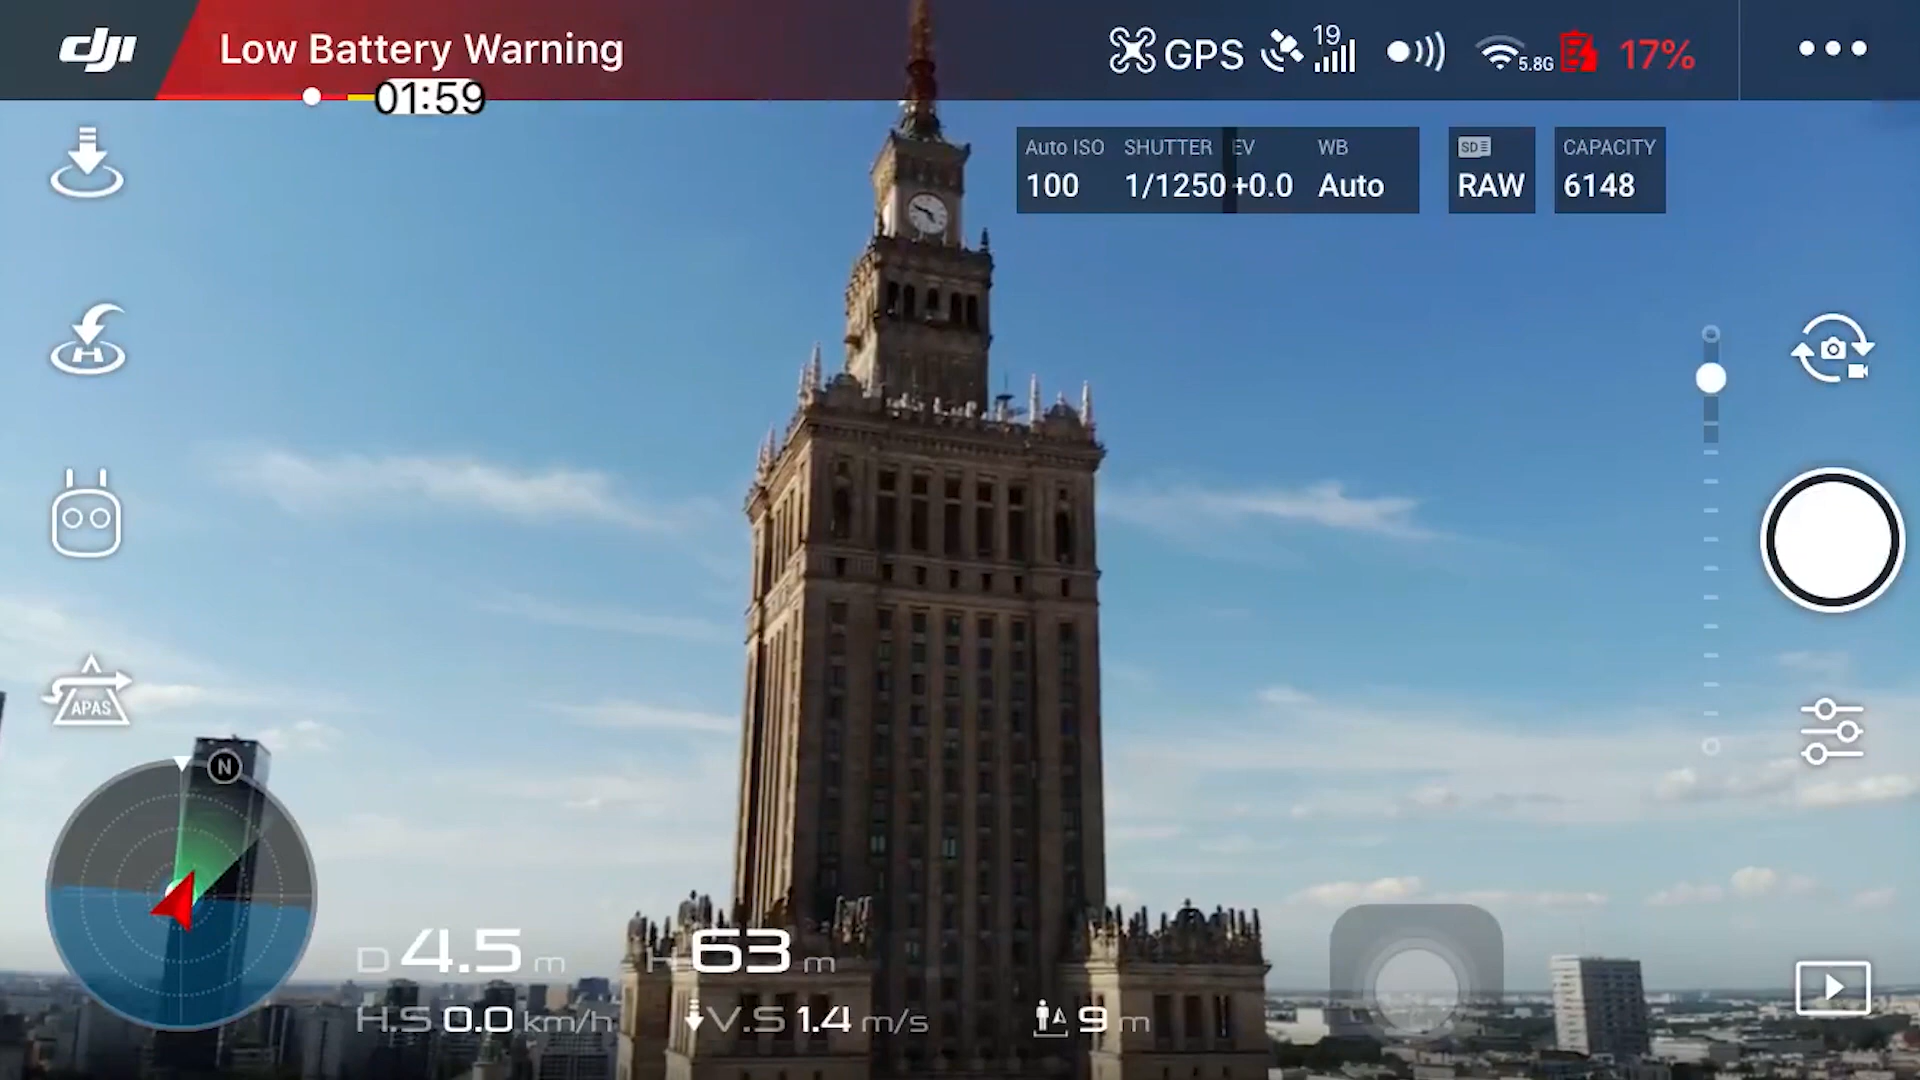 dji Low Battery Warning GPS 19 5.8G 17%
01:59
Auto ISO SHUTTER EV WB SD CAPACITY
100 1/1250 +0.0 Auto RAW 6148
APAS
N
D 4.5 m H 63 m
H.S 0.0 km/h V.S 1.4 m/s 9 m